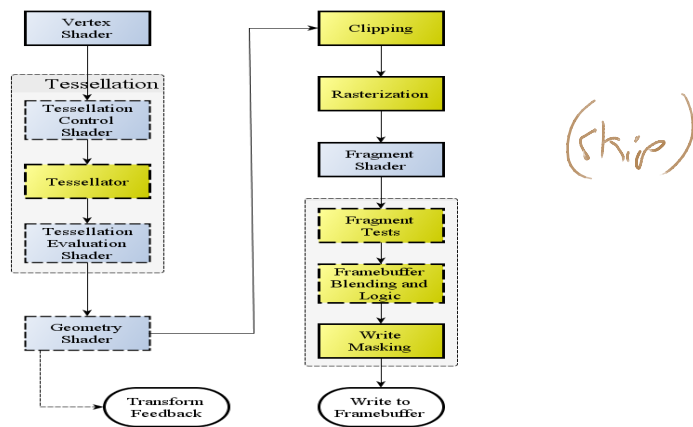 Vertex
Shader
Tessellation
Tessellation
Control
Shader
Tessellator
Tessellation
Evaluation
Shader
Geometry
Shader
Transform
Feedback
Clipping
Rasterization
Fragment
Shader
Fragment
Tests
Framebuffer
Blending and
Logic
Write
Masking
Write to
Framebuffer
(skip)